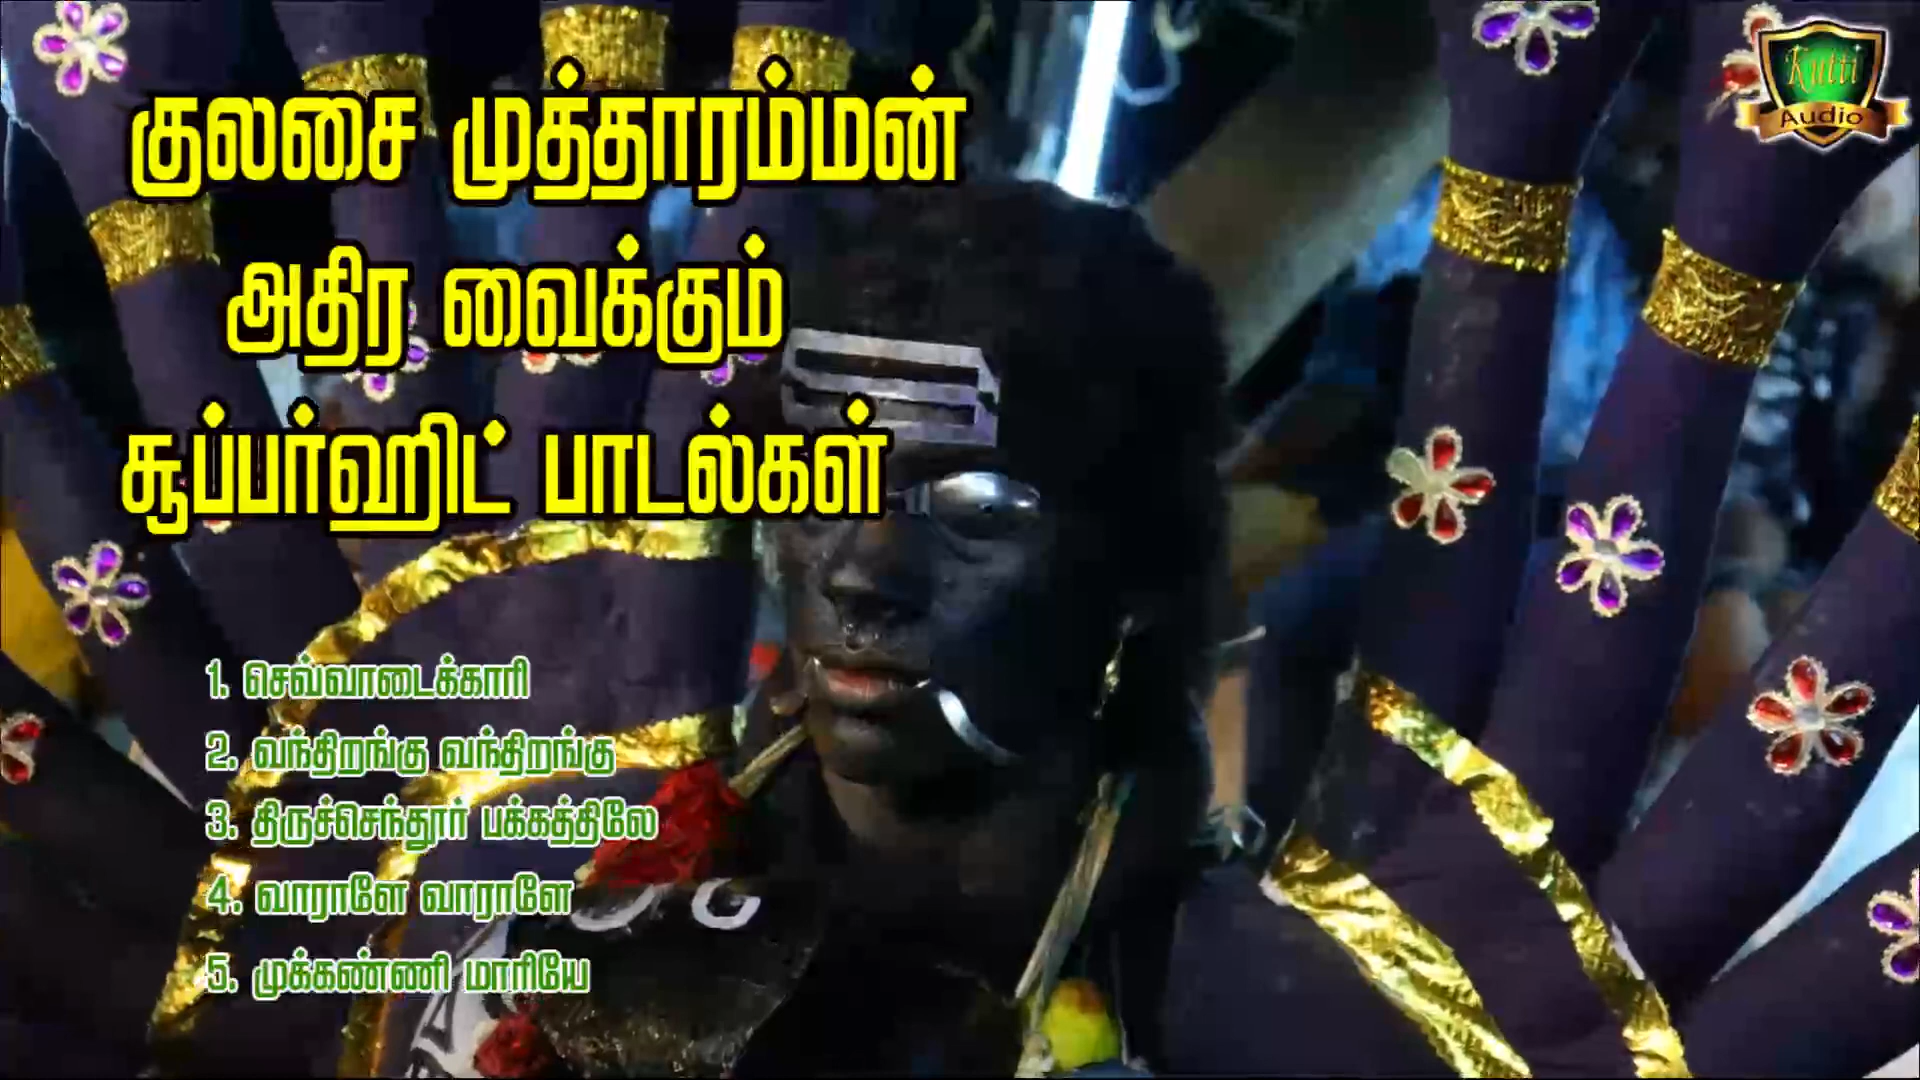 குலசை முத்தாரம்மன்
அதிர வைக்கும்
சூப்பர்ஹிட் பாடல்கள்
Kutti
Audio
1. செவ்வாடைக்காரி
2. வந்திறங்கு வந்திறங்கு
3. திருச்செந்தூர் பக்கத்திலே
4. வாராளே வாராளே
5. முக்கண்ணி மாரியே